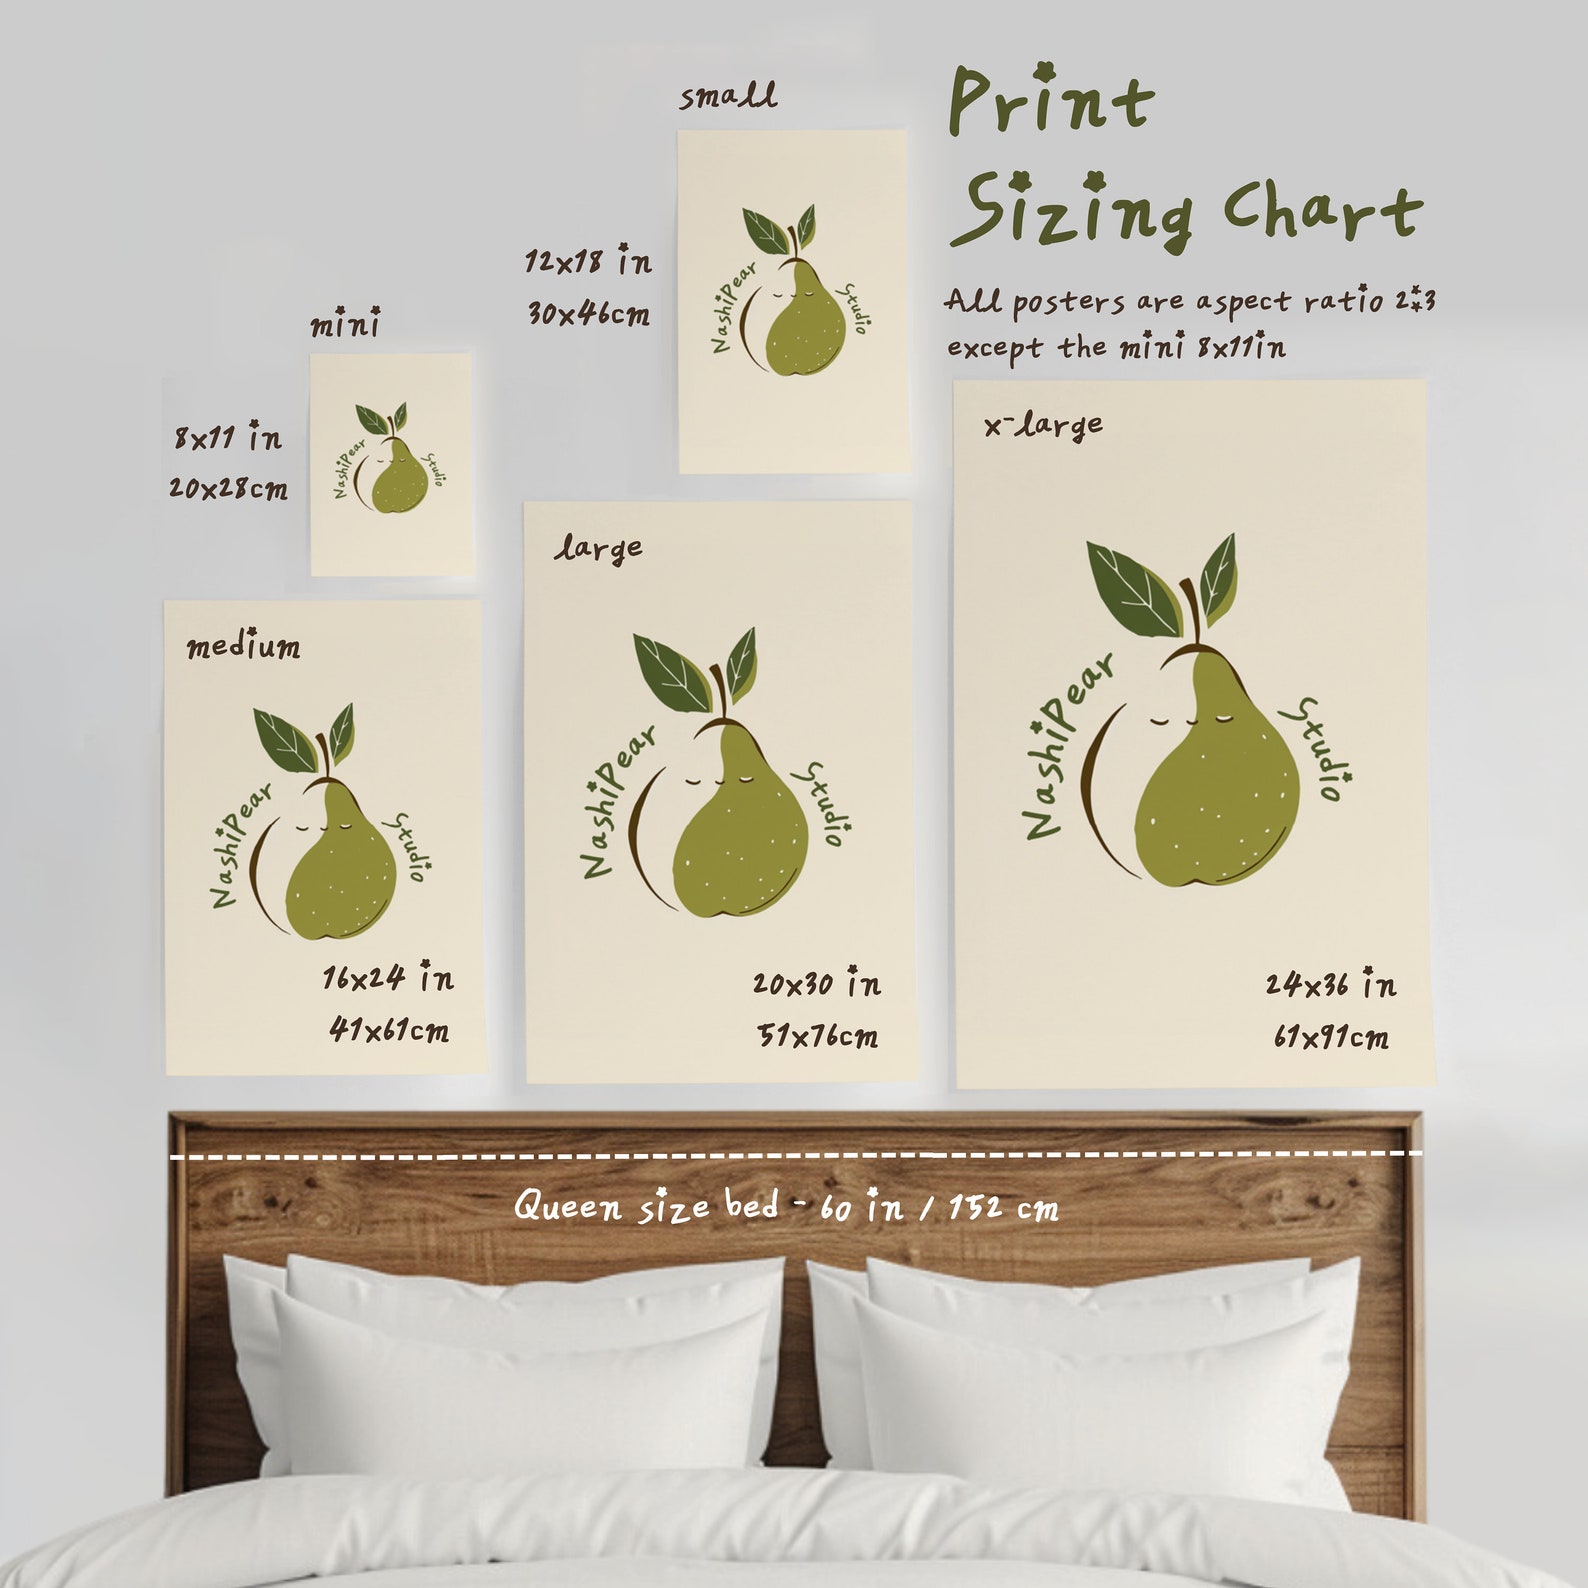 Print
Sizing Chart
All posters are aspect ratio 2:3
except the mini 8x11in
small
12x18 in
30x46cm
NashiPear Studio
mini
8x11 in
20x28cm
NashiPear Studio
medium
NashiPear Studio
16x24 in
41x61cm
large
NashiPear Studio
20x30 in
51x76cm
x-large
NashiPear Studio
24x36 in
61x91cm
Queen size bed - 60 in / 152 cm